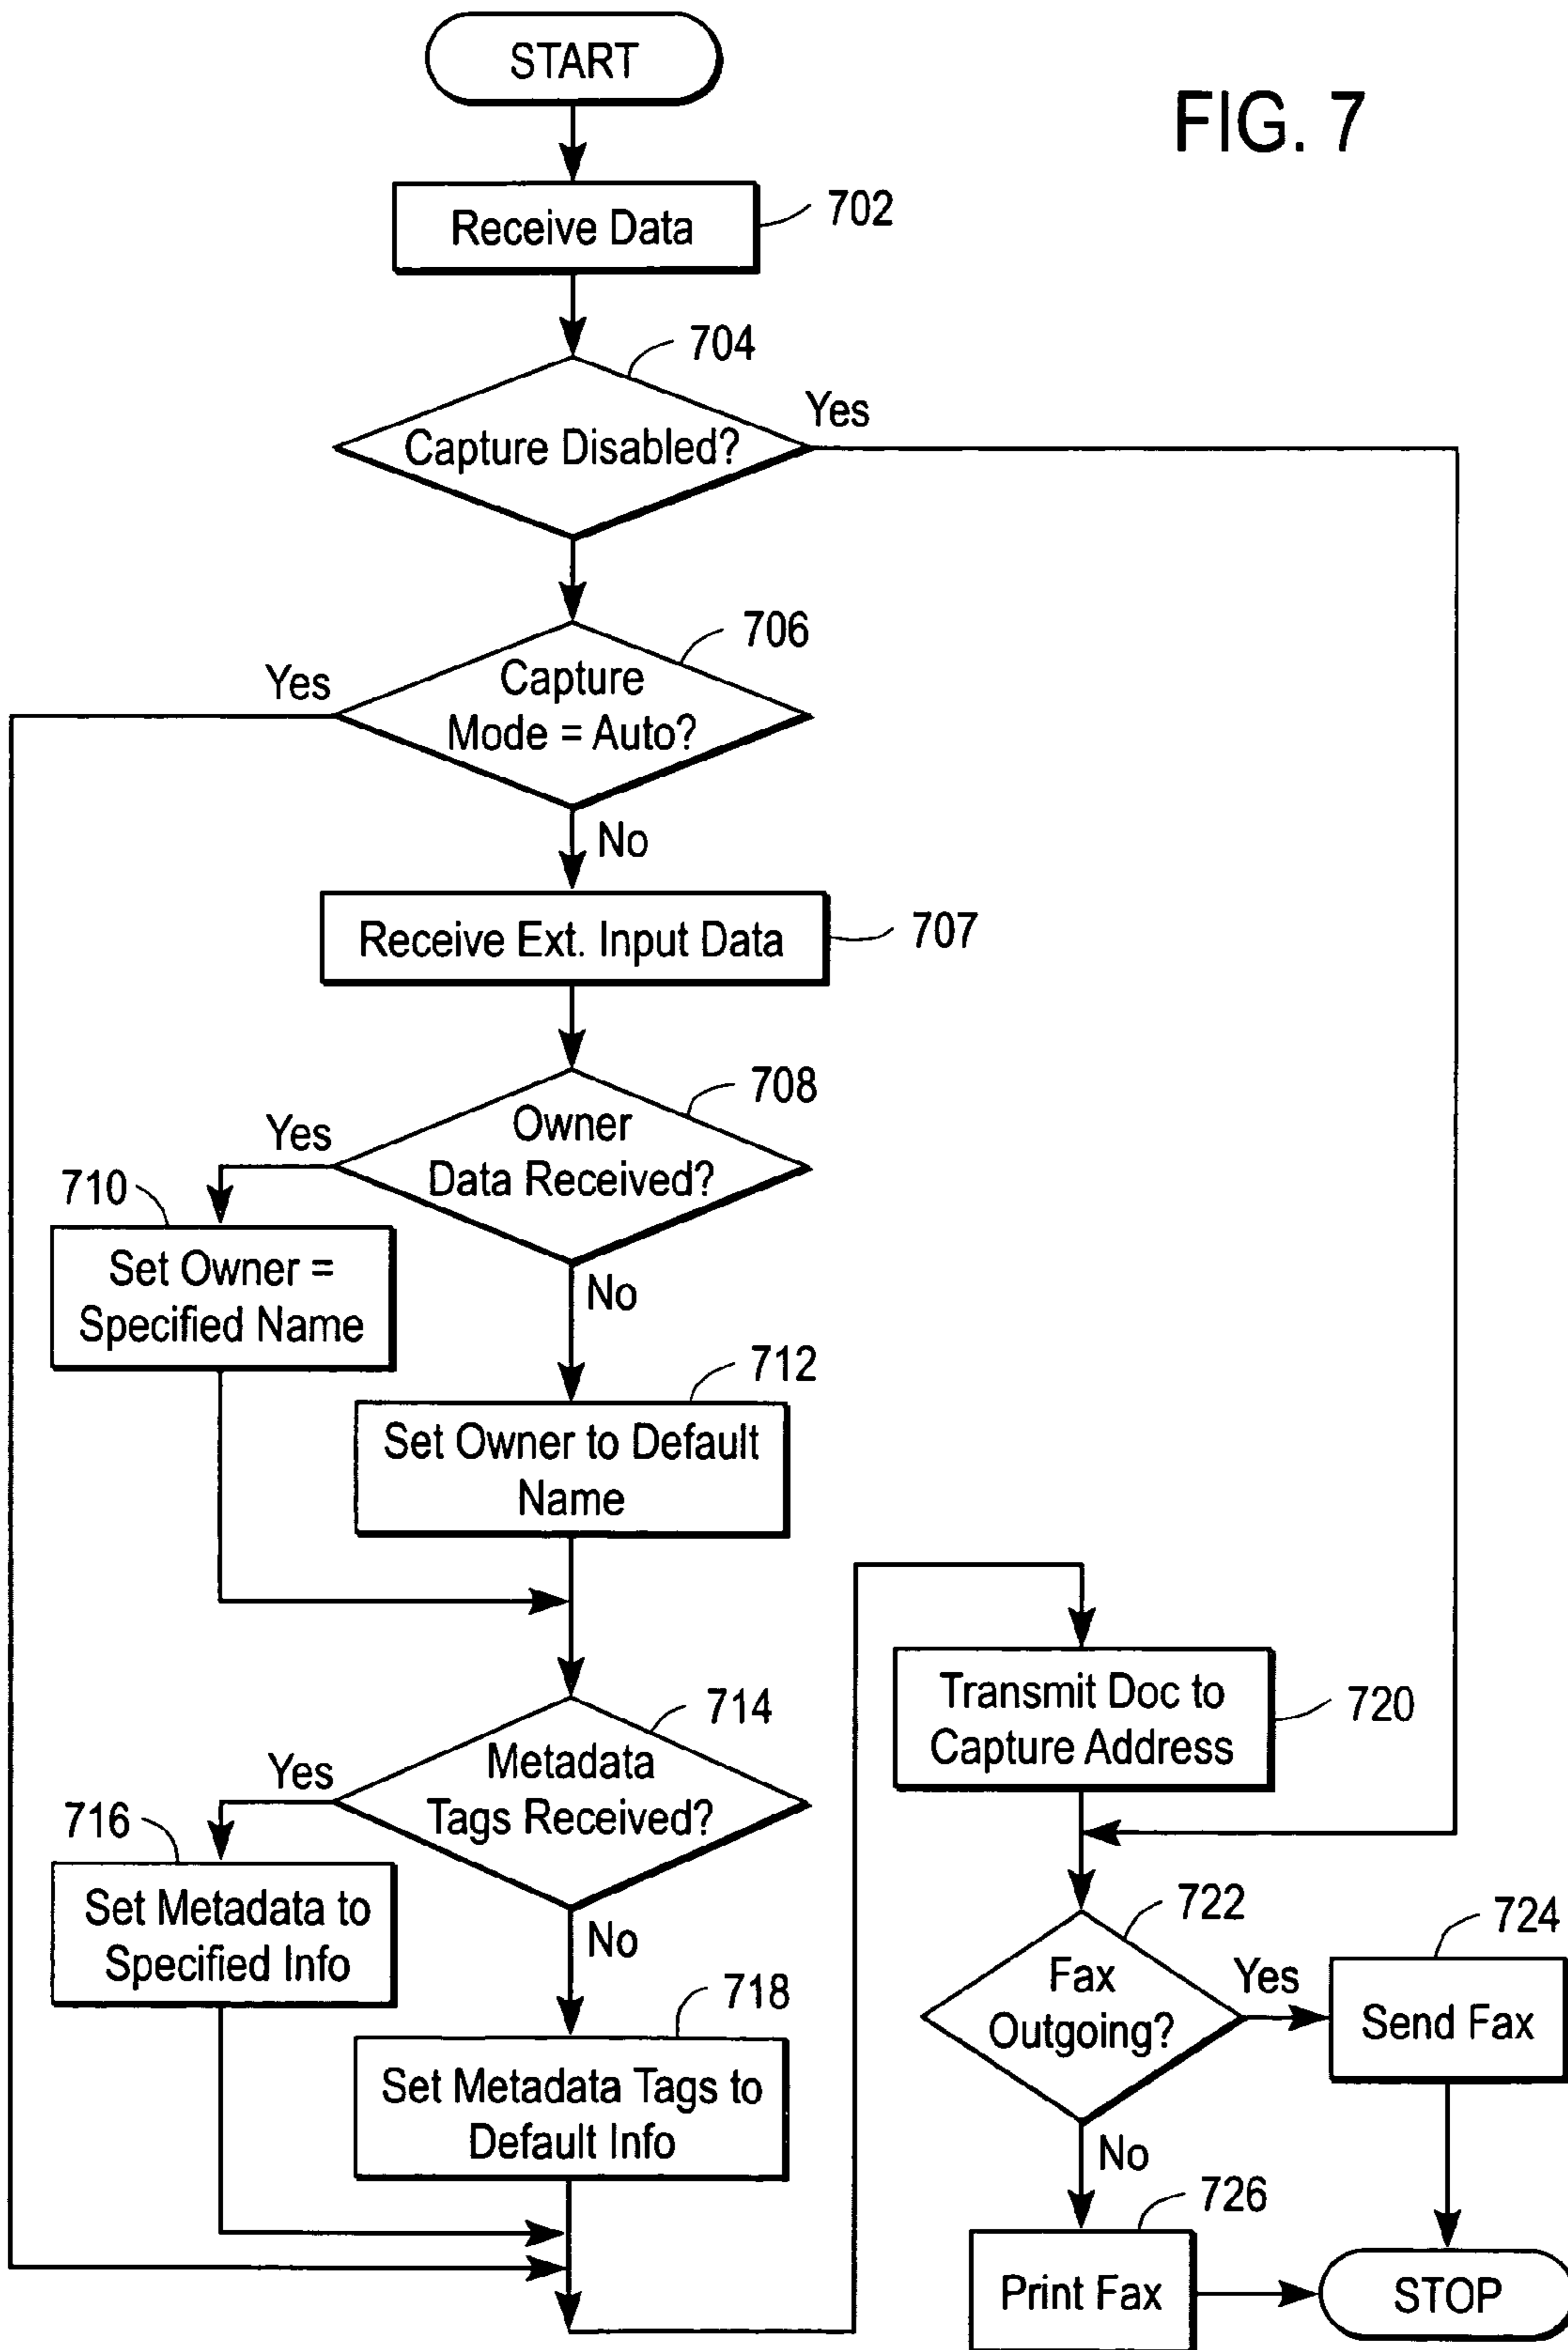 START
FIG. 7
Receive Data
702
704
Yes
Capture Disabled?
706
Yes
Capture
Mode = Auto?
No
Receive Ext. Input Data
707
708
Yes
Owner
Data Received?
710
Set Owner =
Specified Name
No
712
Set Owner to Default
Name
714
Yes
Metadata
Tags Received?
716
Set Metadata to
Specified Info
No
718
Set Metadata Tags to
Default Info
Transmit Doc to
Capture Address
720
722
Fax
Outgoing?
Yes
724
Send Fax
No
726
Print Fax
STOP